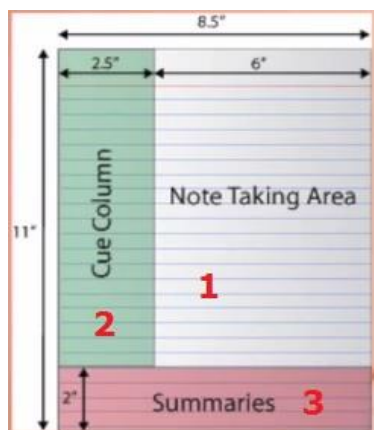 8.5"
2.5" 6"
11"
Cue Column
Note Taking Area
1
2
2"
Summaries 3